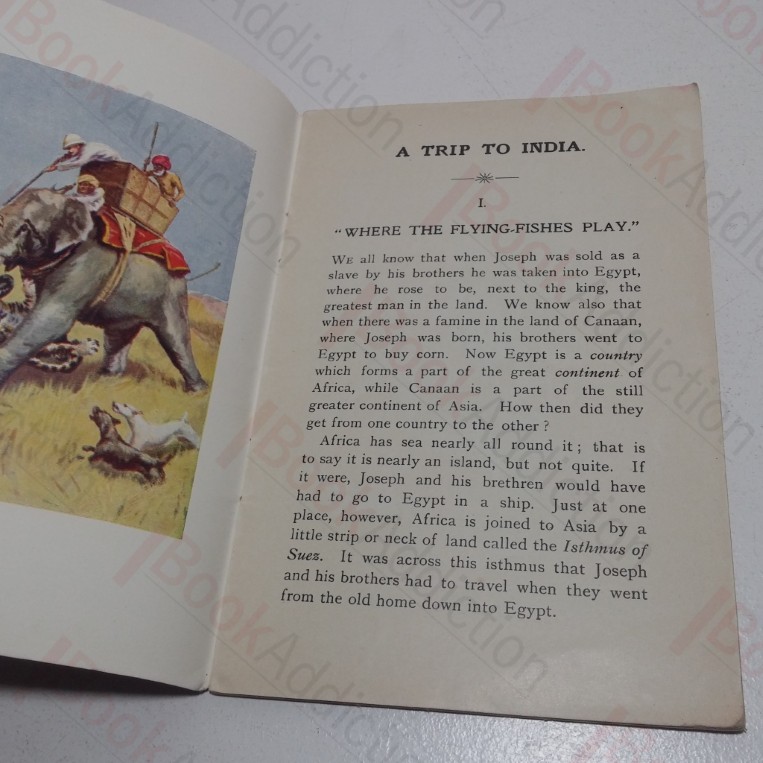 A TRIP TO INDIA.
I.
"WHERE THE FLYING-FISHES PLAY."
WE all know that when Joseph was sold as a
slave by his brothers he was taken into Egypt,
where he rose to be, next to the king, the
greatest man in the land. We know also that
when there was a famine in the land of Canaan,
where Joseph was born, his brothers went to
Egypt to buy corn. Now Egypt is a country
which forms a part of the great continent of
Africa, while Canaan is a part of the still
greater continent of Asia. How then did they
get from one country to the other?
Africa has sea nearly all round it; that is
to say it is nearly an island, but not quite. If
it were, Joseph and his brethren would have
had to go to Egypt in a ship. Just at one
place, however, Africa is joined to Asia by a
little strip or neck of land called the Isthmus of
Suez. It was across this isthmus that Joseph
and his brothers had to travel when they went
from the old home down into Egypt.
BookAddiction
BookAddiction
BookAddiction
BookAddiction
BookAddiction
BookAddiction
BookAddiction
BookAddiction